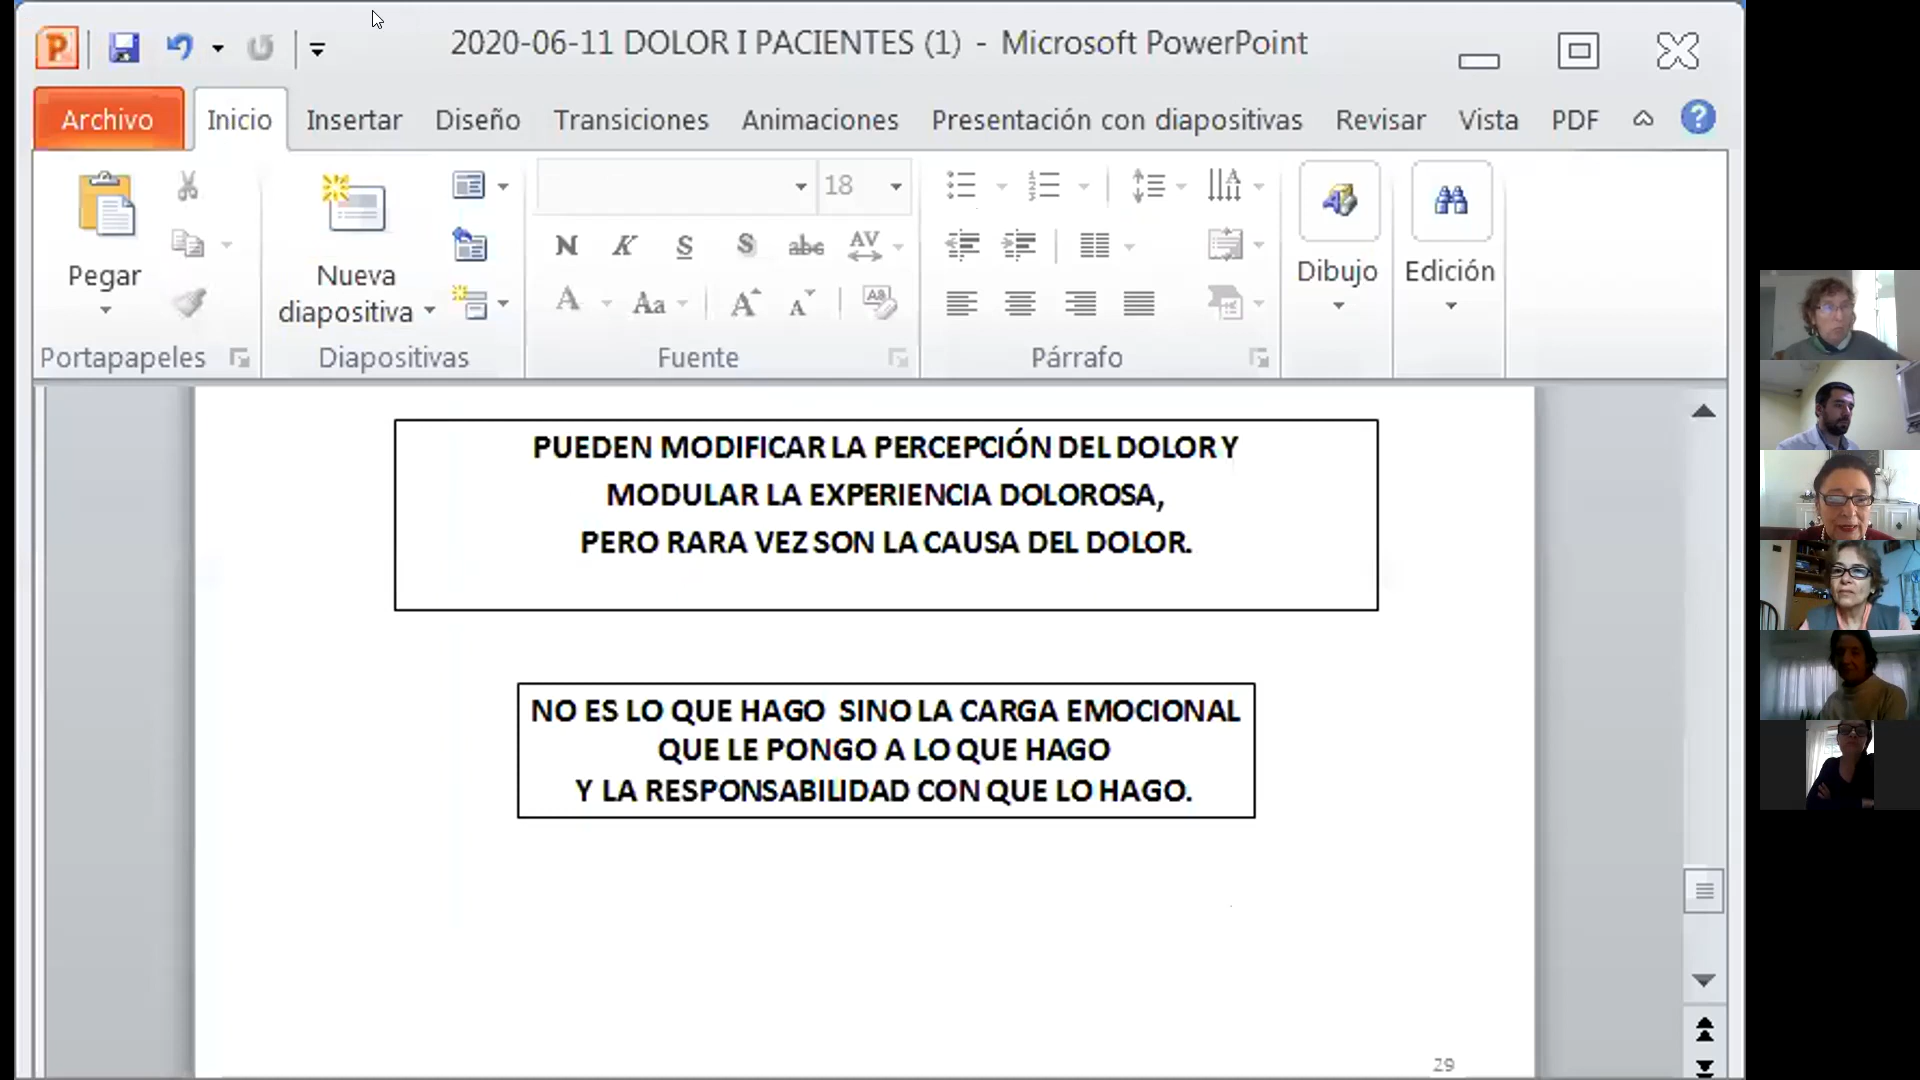 2020-06-11 DOLOR I PACIENTES (1) - Microsoft PowerPoint
Archivo Inicio Insertar Diseño Transiciones Animaciones Presentación con diapositivas Revisar Vista PDF
18
N K S S abc AV
Pegar
Nueva diapositiva
A Aa A A
Dibujo
Edición
Portapapeles Diapositivas Fuente Párrafo
PUEDEN MODIFICAR LA PERCEPCIÓN DEL DOLOR Y
MODULAR LA EXPERIENCIA DOLOROSA,
PERO RARA VEZ SON LA CAUSA DEL DOLOR.
NO ES LO QUE HAGO SINO LA CARGA EMOCIONAL
QUE LE PONGO A LO QUE HAGO
Y LA RESPONSABILIDAD CON QUE LO HAGO.
29